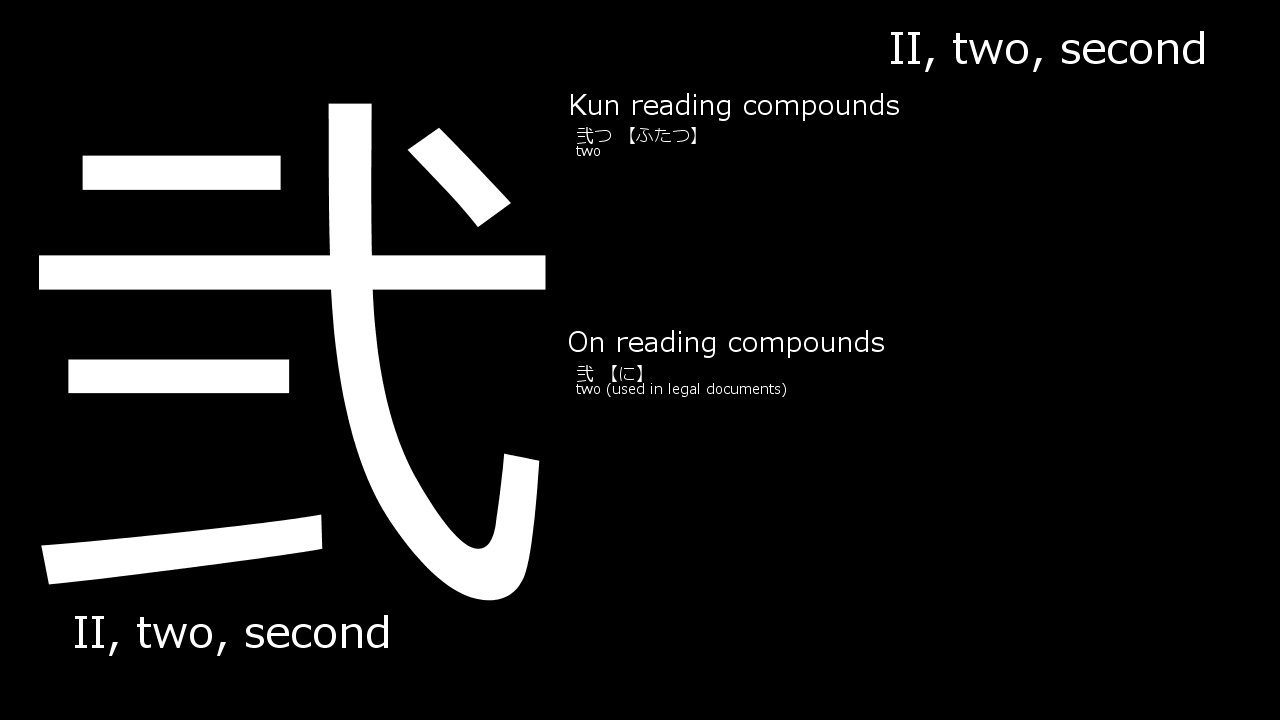 II, two, second
弐
Kun reading compounds
弐つ 【ふたつ】
two
On reading compounds
弐 【に】
two (used in legal documents)
II, two, second